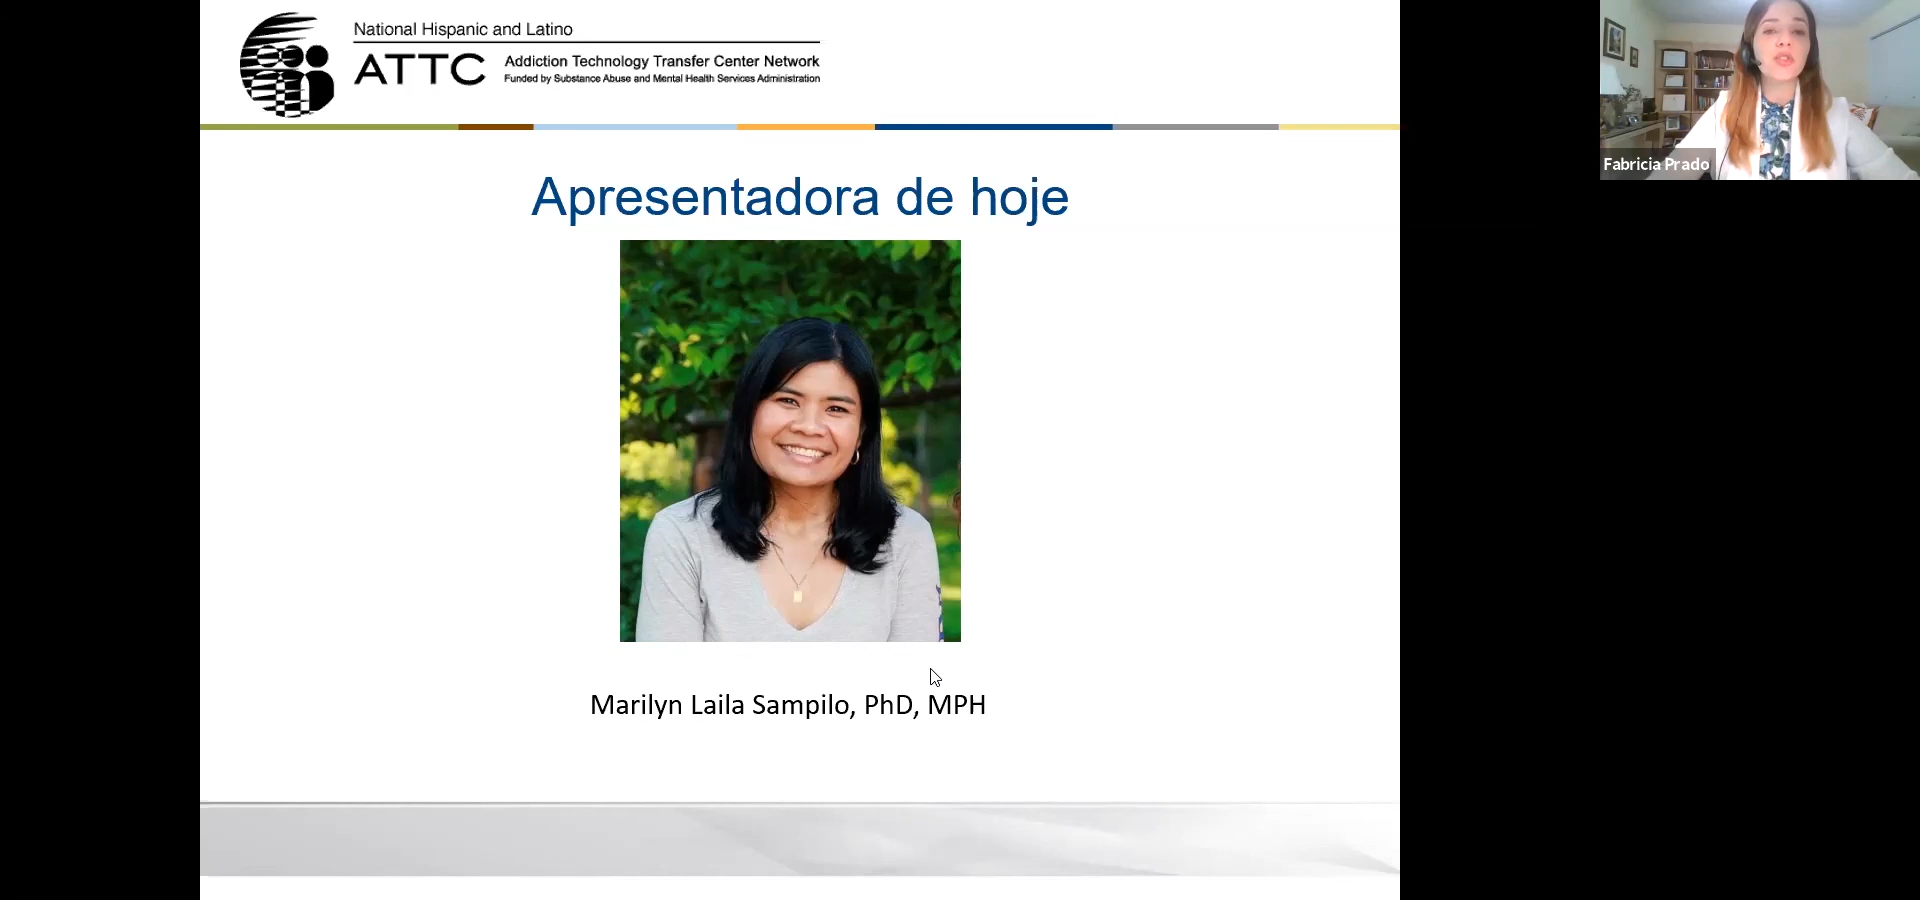 National Hispanic and Latino
ATTC
Addiction Technology Transfer Center Network
Funded by Substance Abuse and Mental Health Services Administration
Fabricia Prado
Apresentadora de hoje
Marilyn Laila Sampilo, PhD, MPH